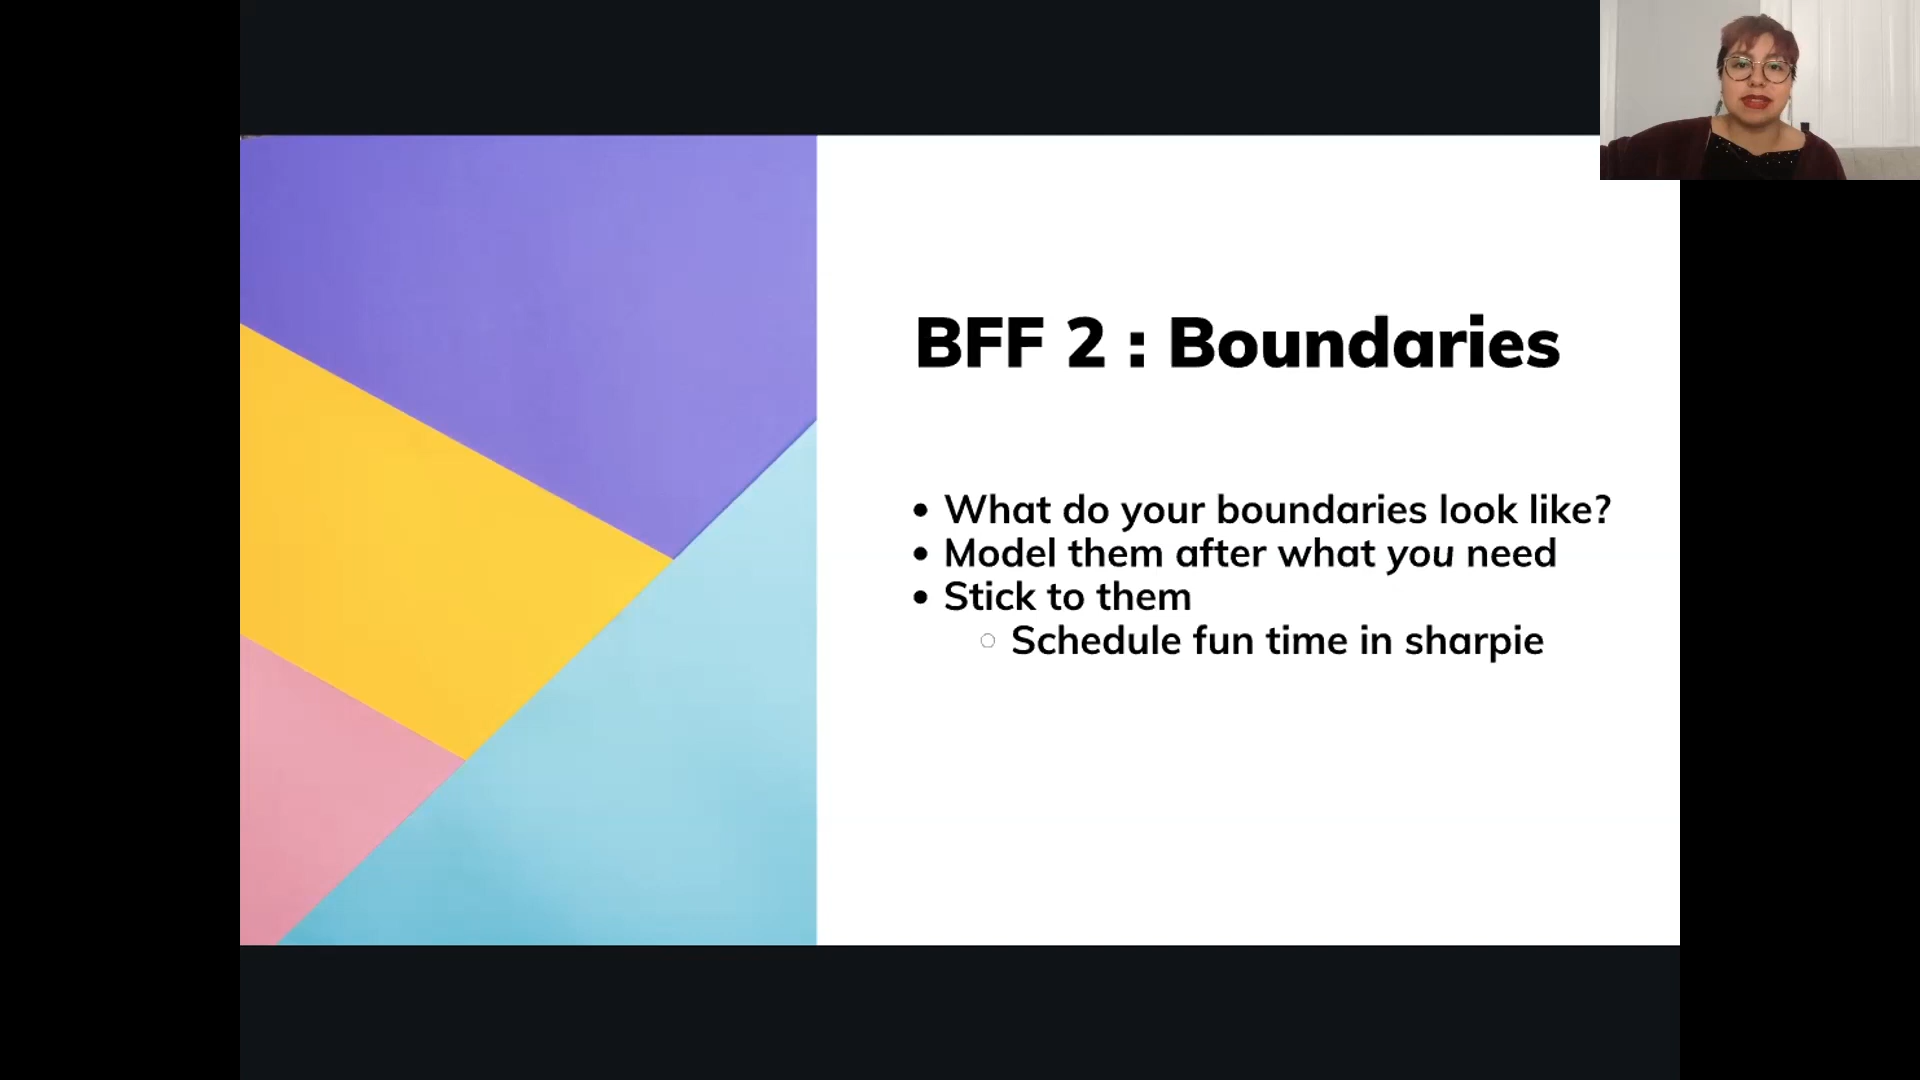 BFF 2 : Boundaries
• What do your boundaries look like?
• Model them after what you need
• Stick to them
○ Schedule fun time in sharpie